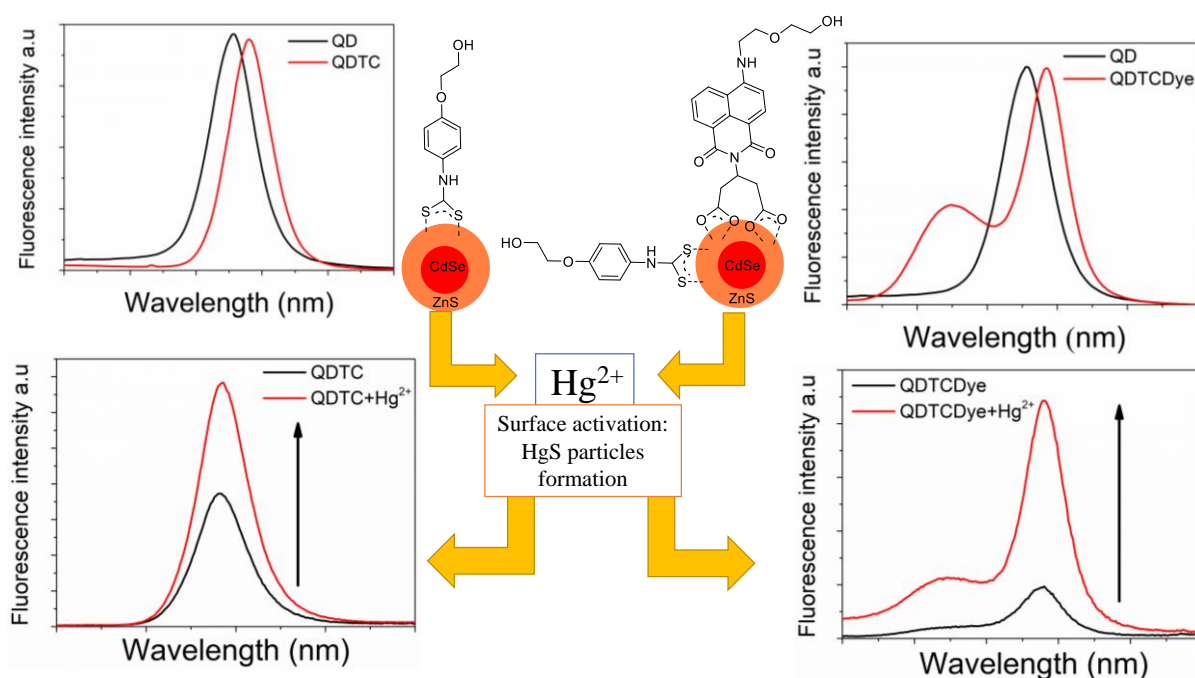 QD
QDTC
Fluorescence intensity a.u
Wavelength (nm)
OH
O
NH
S
S
CdSe
ZnS
OH
O
HN
O
N
O
O
O
O
O
HO
O
H
N
S
S
CdSe
ZnS
QD
QDTCDye
Fluorescence intensity a.u
Wavelength (nm)
QDTC
QDTC+Hg²⁺
Fluorescence intensity a.u
Wavelength (nm)
Hg²⁺
Surface activation:
HgS particles
formation
QDTCDye
QDTCDye+Hg²⁺
Fluorescence intensity a.u
Wavelength (nm)